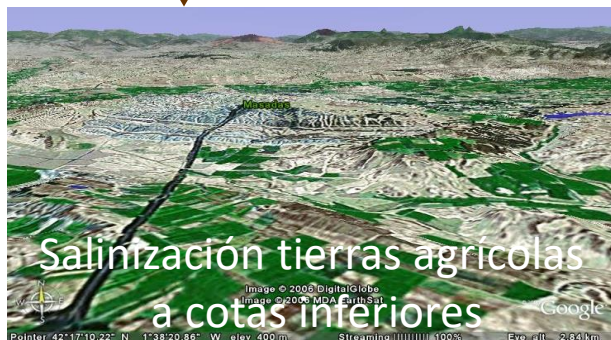 Mosadas
Salinización tierras agrícolas
a cotas inferiores
Image © 2006 DigitalGlobe
Image © 2006 MDA EarthSat
W E
Google
Pointer 42°17'10.22" N 1°38'20.86" W elev 400 m Streaming |||||||||| 100% Eye alt 2.84 km